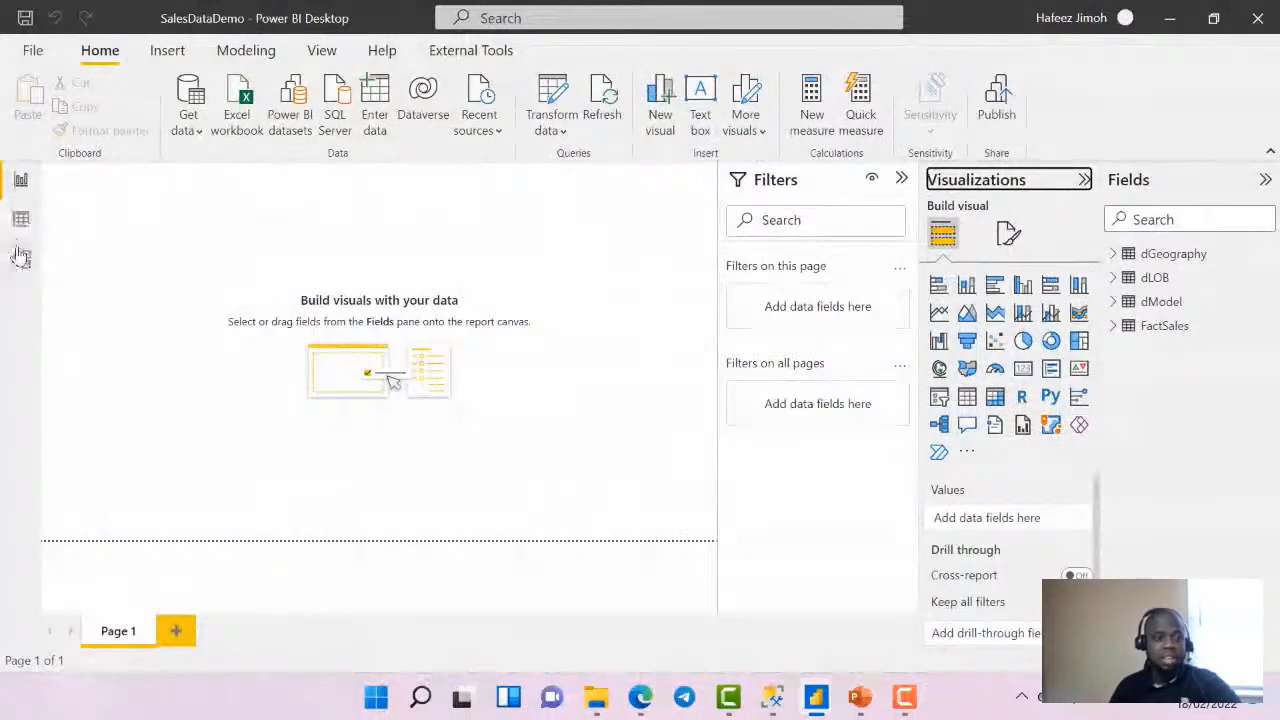 SalesDataDemo - Power BI Desktop
Search
Hafeez Jimoh
File Home Insert Modeling View Help External Tools
Paste
Cut
Copy
Format painter
Clipboard
Get data
Excel workbook
Power BI datasets
SQL Server
Enter data
Dataverse
Recent sources
Data
Transform data
Refresh
Queries
New visual
Text box
More visuals
Insert
New measure
Quick measure
Calculations
Sensitivity
Sensitivity
Publish
Share
Build visuals with your data
Select or drag fields from the Fields pane onto the report canvas.
Filters
Search
Filters on this page
Add data fields here
Filters on all pages
Add data fields here
Visualizations
Build visual
R
Py
123
Values
Add data fields here
Drill through
Cross-report
Off
Keep all filters
Add drill-through fie
Fields
Search
dGeography
dLOB
dModel
FactSales
Page 1
Page 1 of 1
18/02/2022